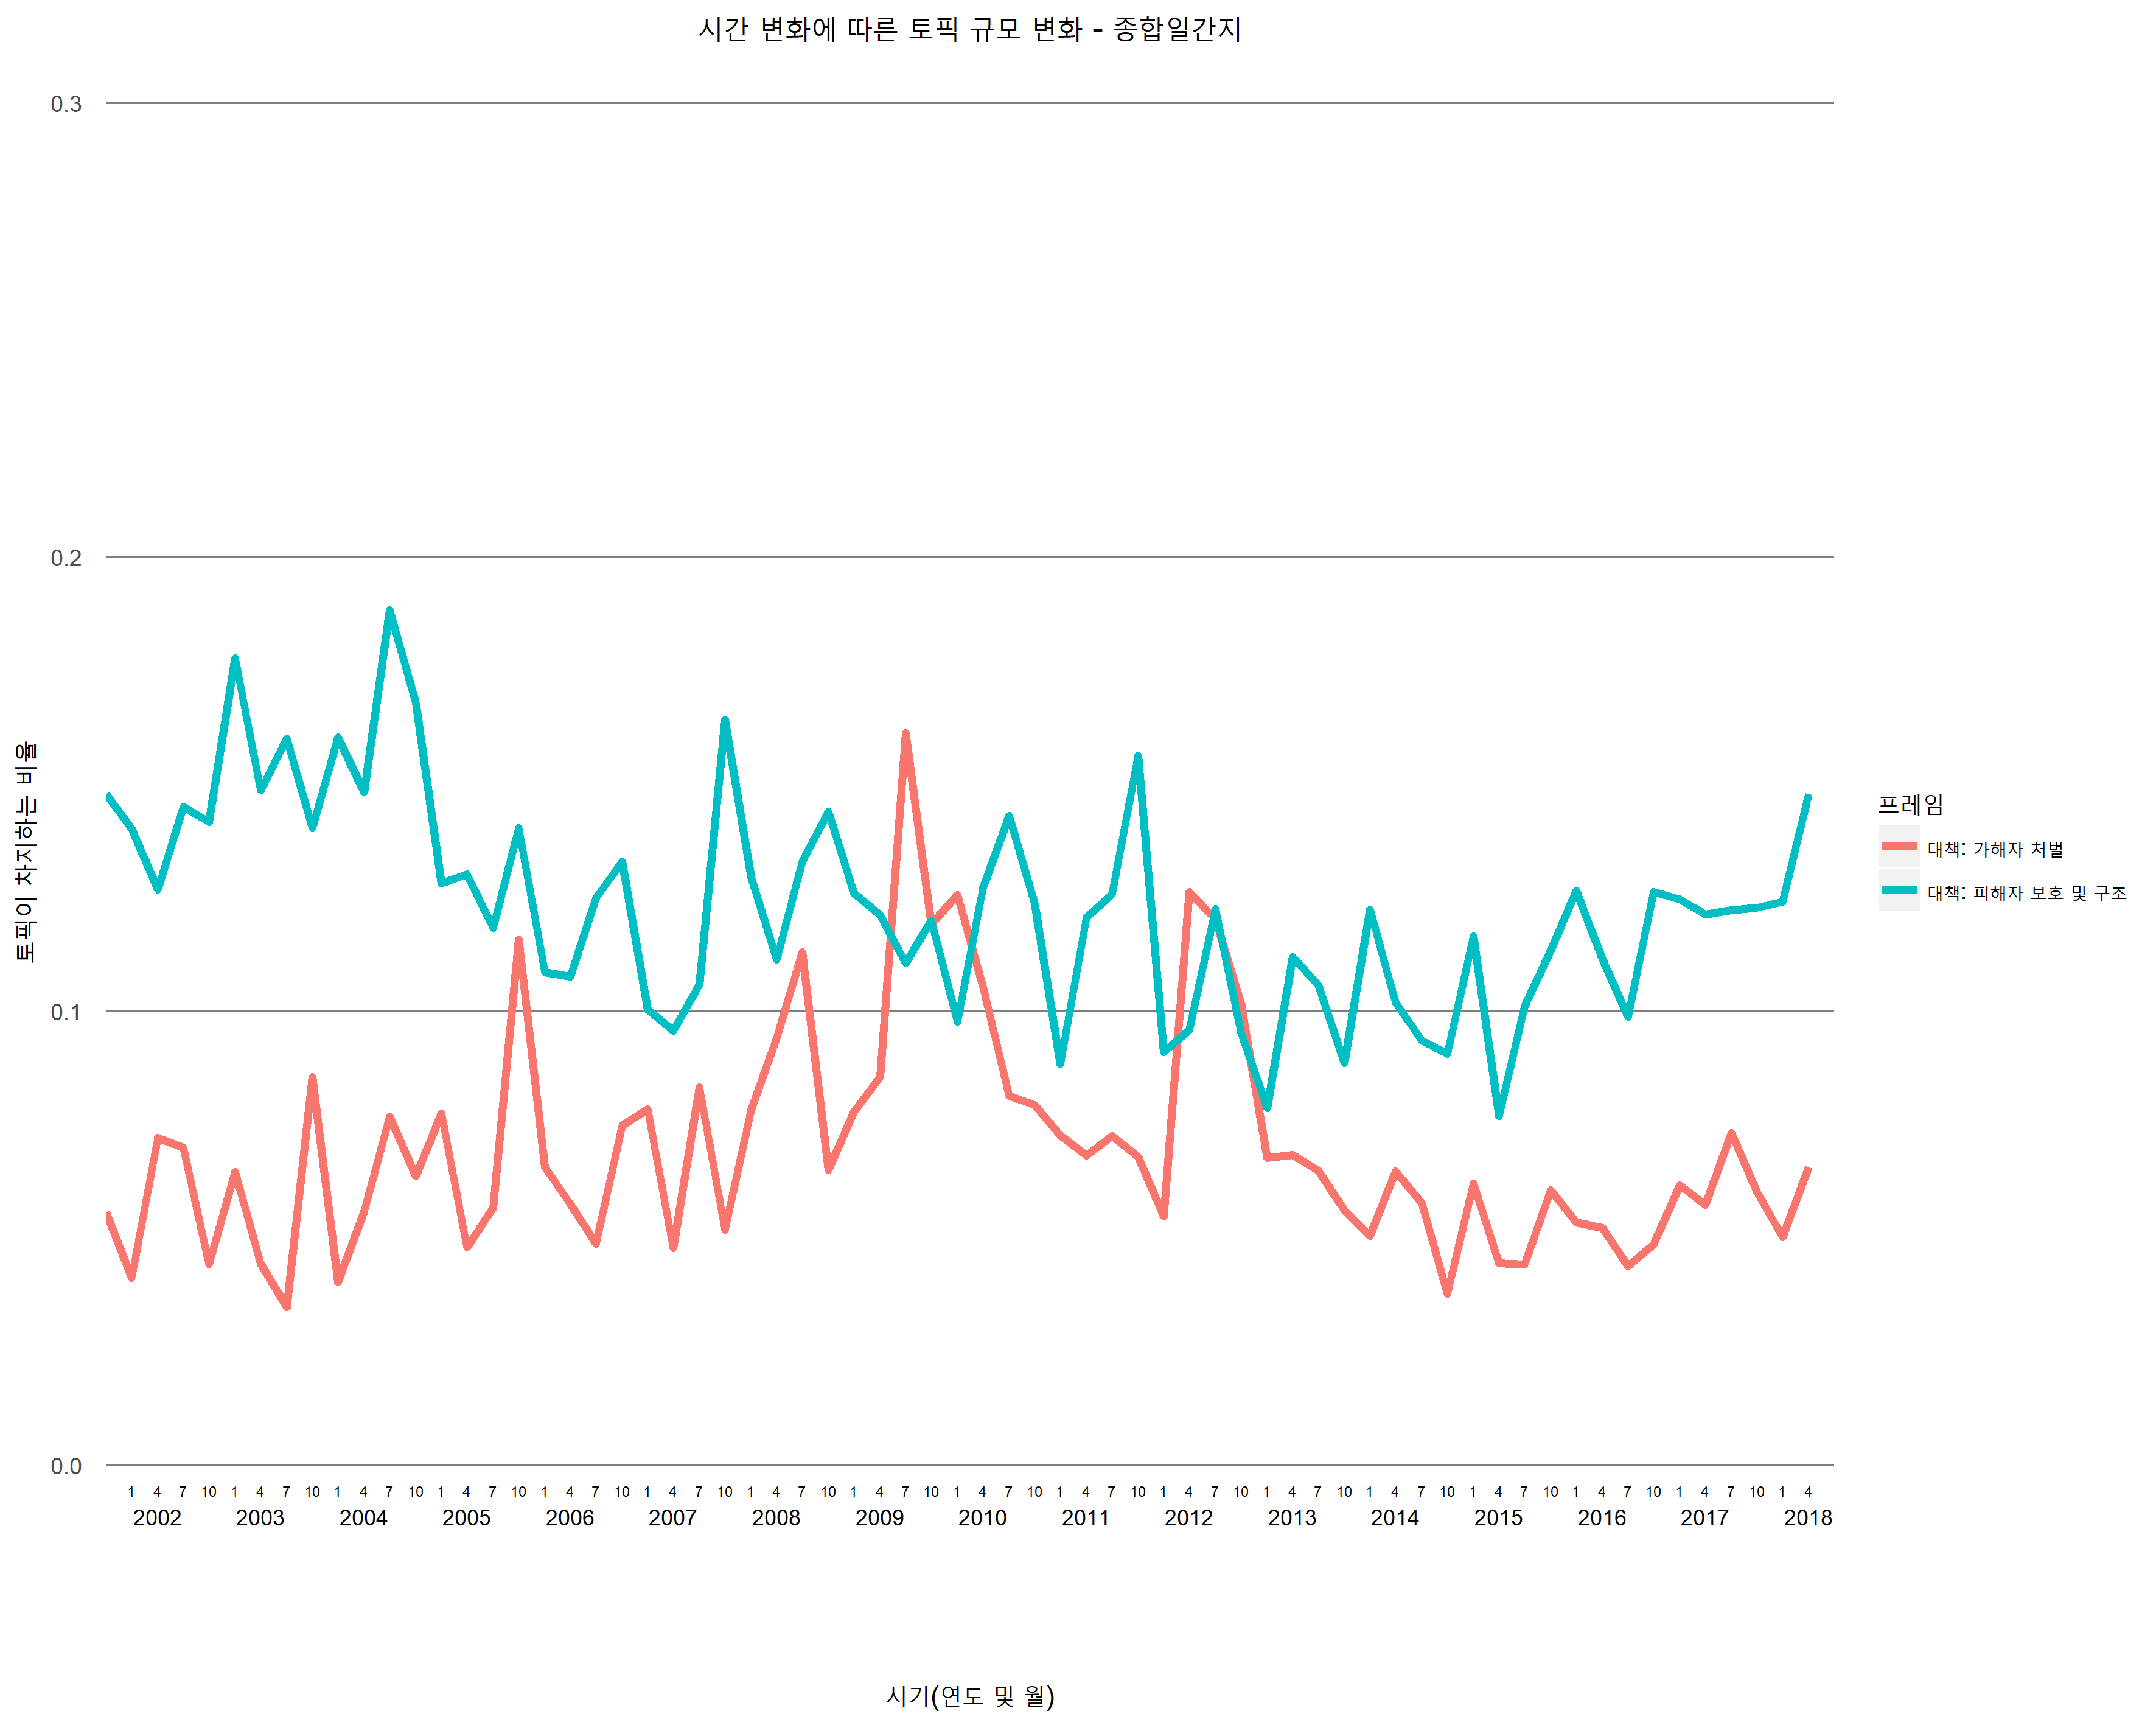 시간 변화에 따른 토픽 규모 변화 - 종합일간지
0.3
0.2
0.1
0.0
토픽이 차지하는 비율
1 4 7 10 1 4 7 10 1 4 7 10 1 4 7 10 1 4 7 10 1 4 7 10 1 4 7 10 1 4 7 10 1 4 7 10 1 4 7 10 1 4 7 10 1 4 7 10 1 4 7 10 1 4 7 10 1 4 7 10 1 4 7 10 1 4
2002 2003 2004 2005 2006 2007 2008 2009 2010 2011 2012 2013 2014 2015 2016 2017 2018
시기(연도 및 월)
프레임
대책: 가해자 처벌
대책: 피해자 보호 및 구조